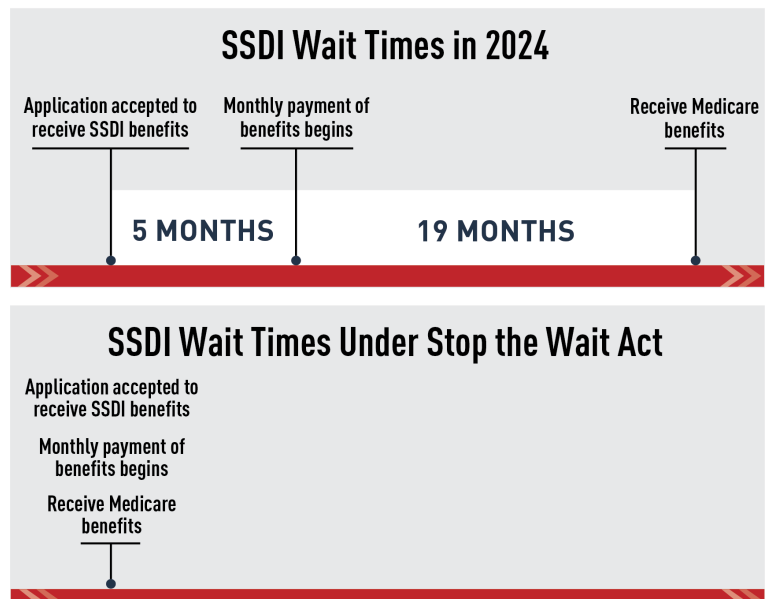 SSDI Wait Times in 2024
Application accepted to
receive SSDI benefits
Monthly payment of
benefits begins
Receive Medicare
benefits
5 MONTHS
19 MONTHS
SSDI Wait Times Under Stop the Wait Act
Application accepted to
receive SSDI benefits
Monthly payment of
benefits begins
Receive Medicare
benefits